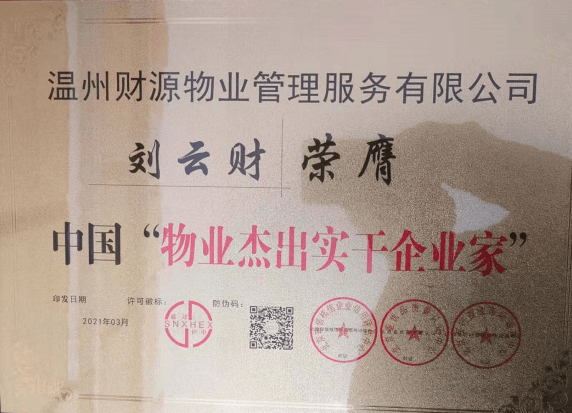 温州财源物业管理服务有限公司
刘云财 荣膺
中国“物业杰出实干企业家”
印发日期 许可徽标: 防伪码:
2021年03月
SNXHEX